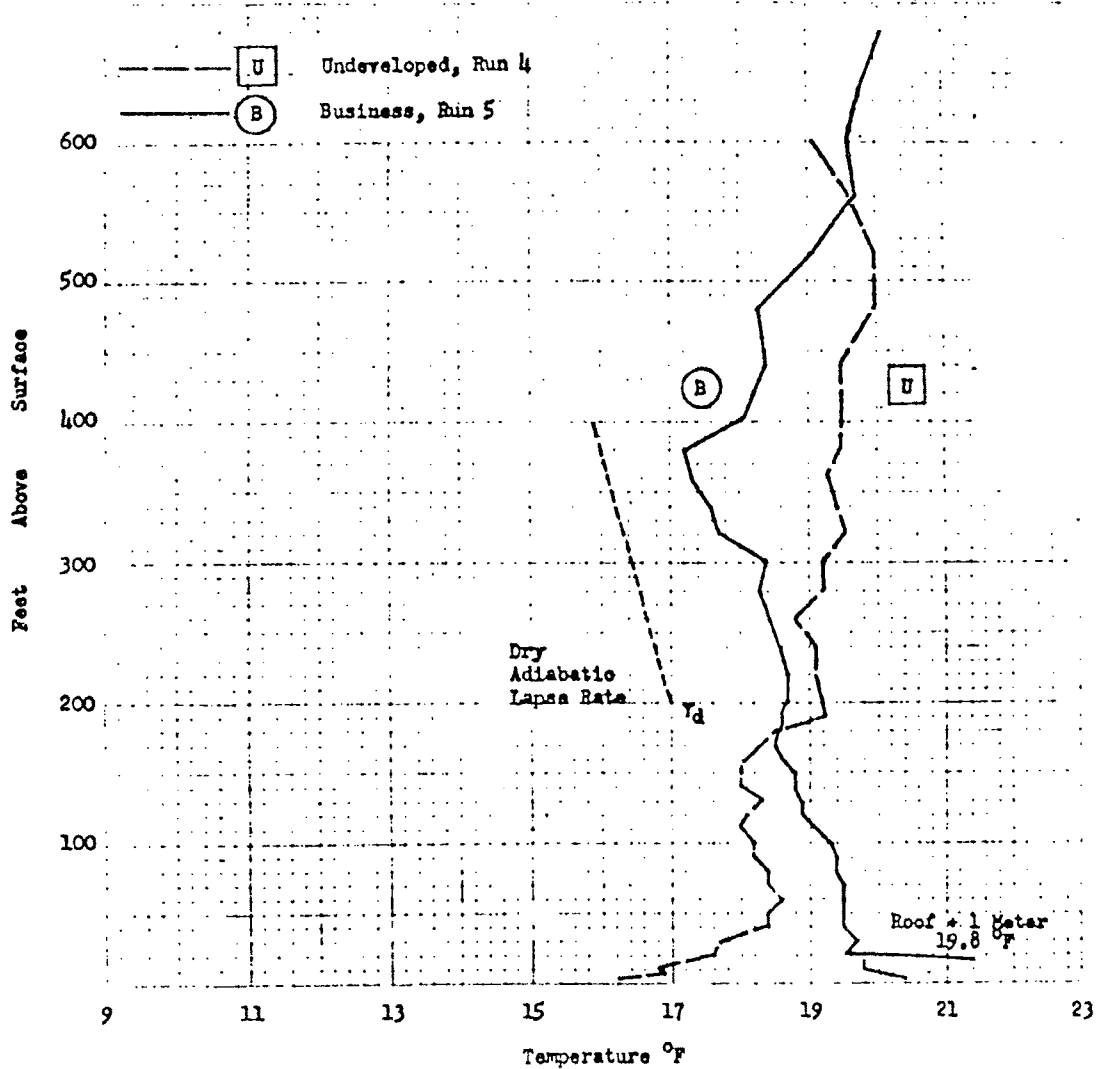 U Undeveloped, Run 4
B Business, Run 5
600
500
400
300
200
100
Feet Above Surface
B
U
Dry
Adiabatic
Lapse Rate
γd
Roof + 1 Meter
19.8 °F
9 11 13 15 17 19 21 23
Temperature °F